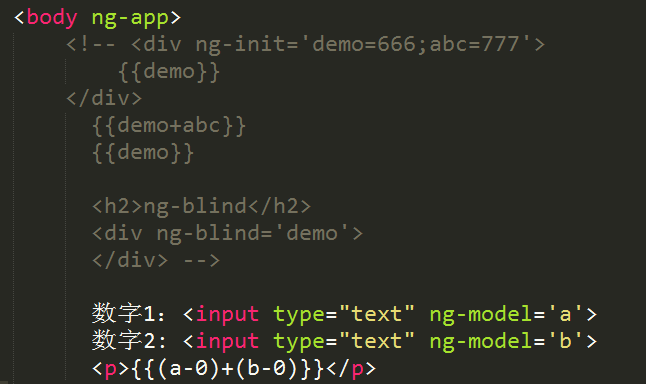 <body ng-app>
<!-- <div ng-init='demo=666;abc=777'>
{{demo}}
</div>
{{demo+abc}}
{{demo}}
<h2>ng-blind</h2>
<div ng-blind='demo'>
</div> -->
数字1：<input type="text" ng-model='a'>
数字2: <input type="text" ng-model='b'>
<p>{{(a-0)+(b-0)}}</p>